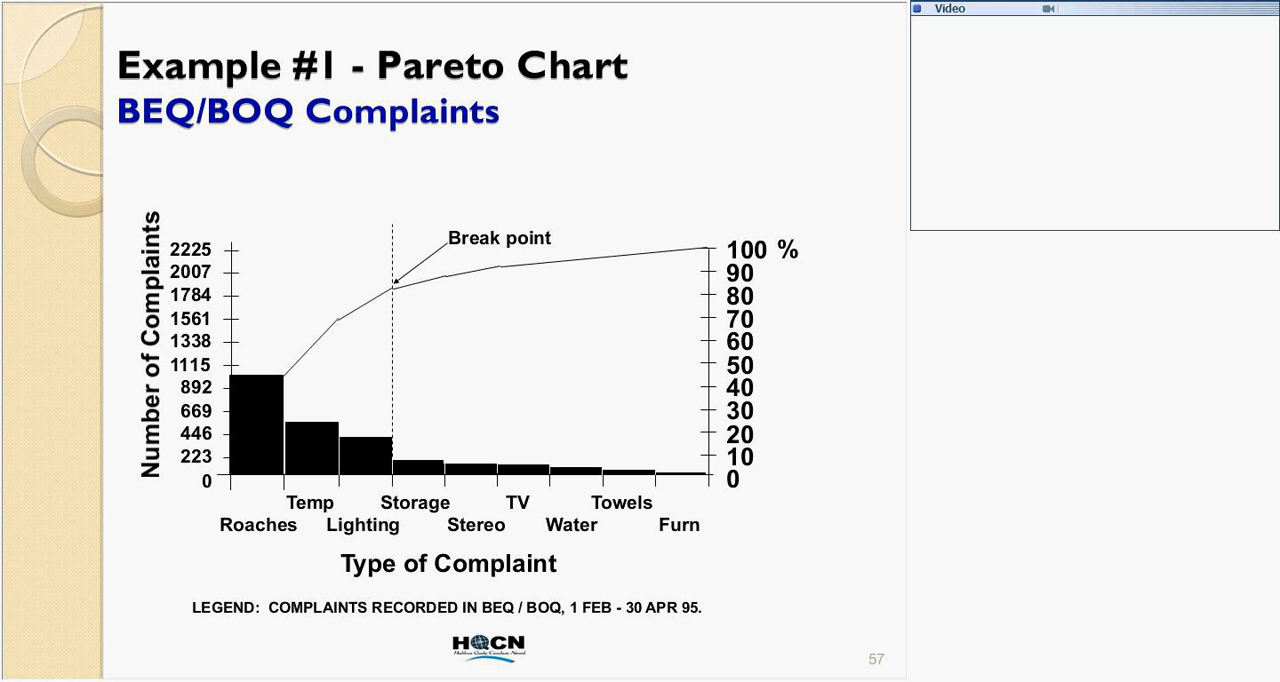 Video
Example #1 - Pareto Chart
BEQ/BOQ Complaints
Number of Complaints
Break point
2225
2007
1784
1561
1338
1115
892
669
446
223
0
100 %
90
80
70
60
50
40
30
20
10
0
Temp Storage TV Towels
Roaches Lighting Stereo Water Furn
Type of Complaint
LEGEND: COMPLAINTS RECORDED IN BEQ / BOQ, 1 FEB - 30 APR 95.
HQCN
57